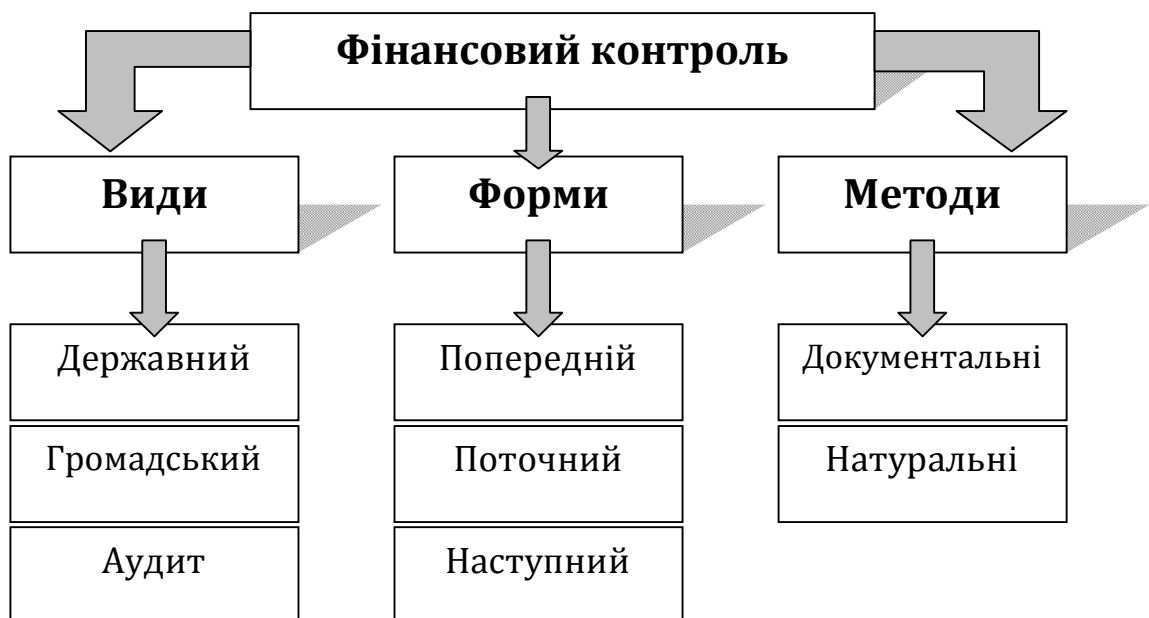 Фінансовий контроль
Види
Форми
Методи
Державний
Попередній
Документальні
Громадський
Поточний
Натуральні
Аудит
Наступний